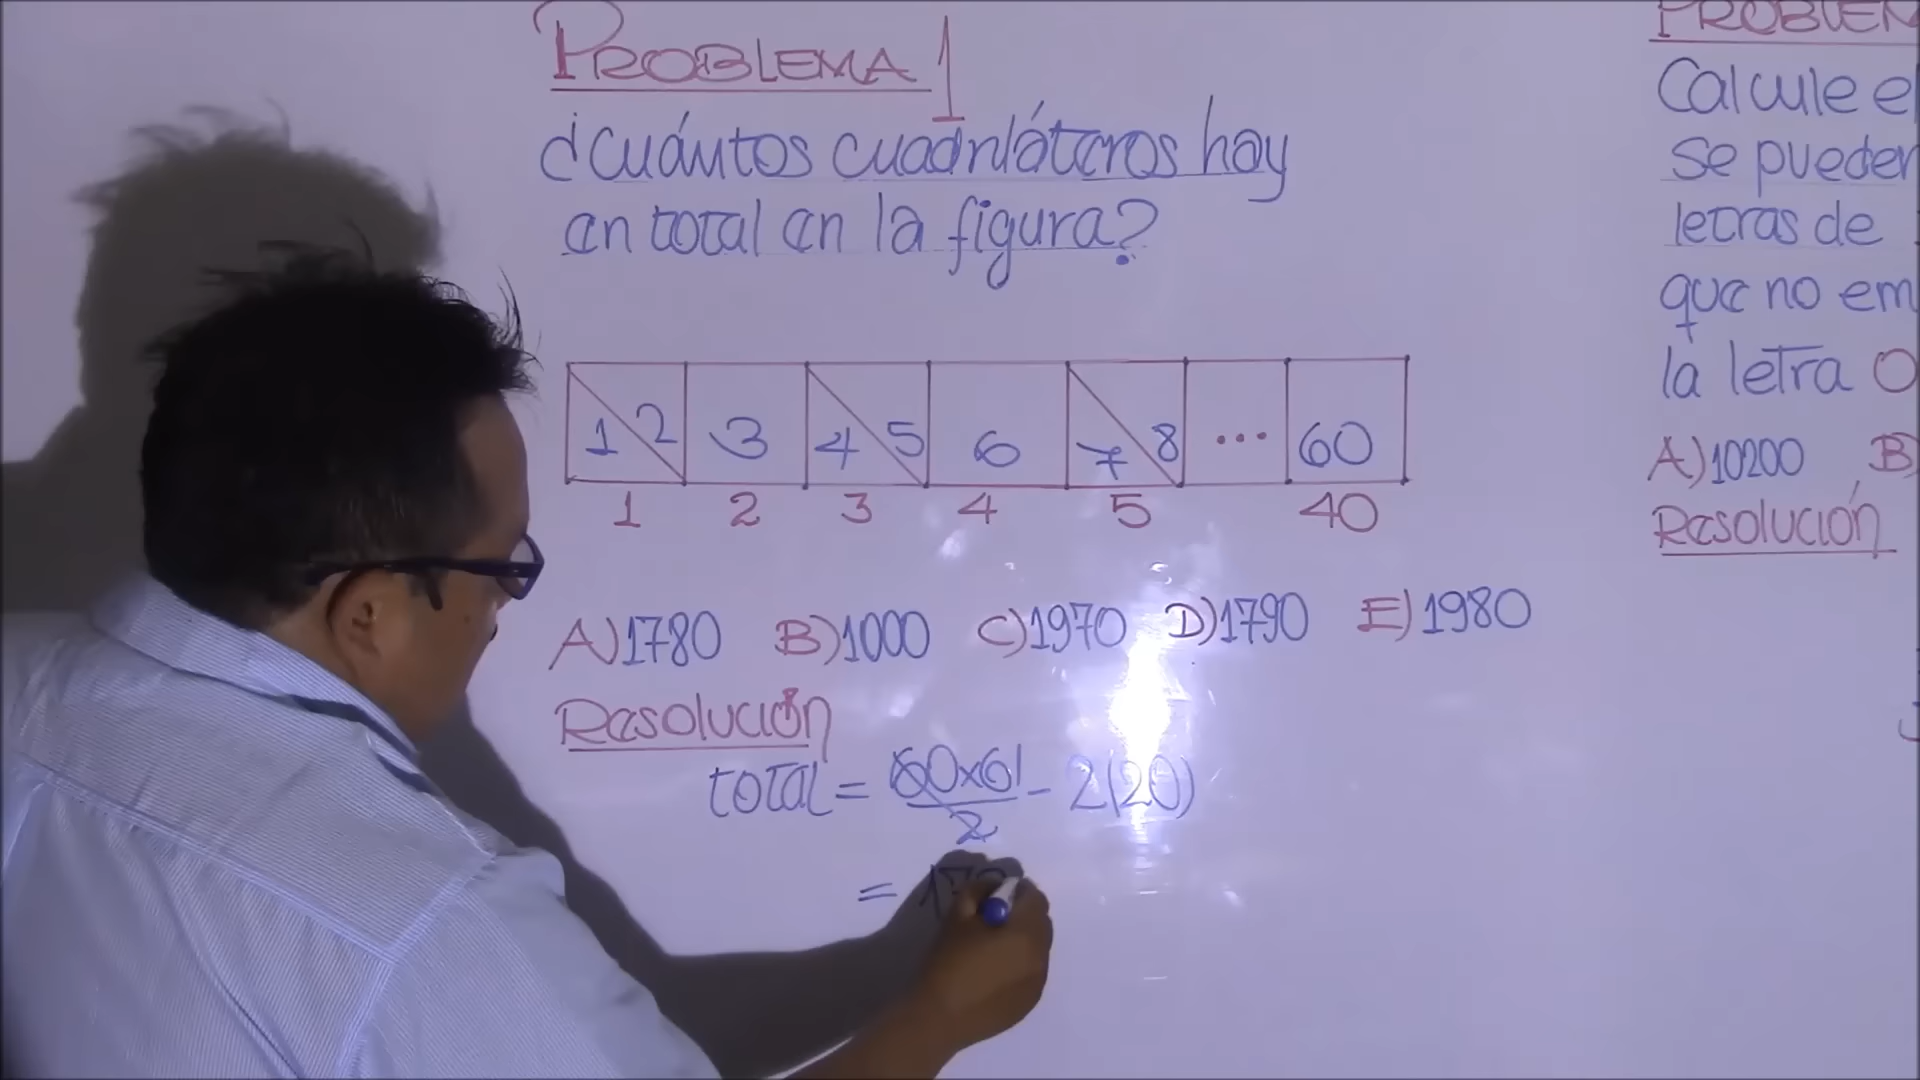 PROBLEMA 1
¿Cuántos cuadriláteros hay
en total en la figura?
1 2 3 4 5 6 7 8 ... 60
1 2 3 4 5 40
A) 1780 B) 1000 C) 1970 D) 1790 E) 1980
Resolución
total = 60x61/2 - 2(20)
= 17
PROBLEM
Calcule el
se pueden
letras de
que no em
la letra O
A) 10200 B)
Resolución